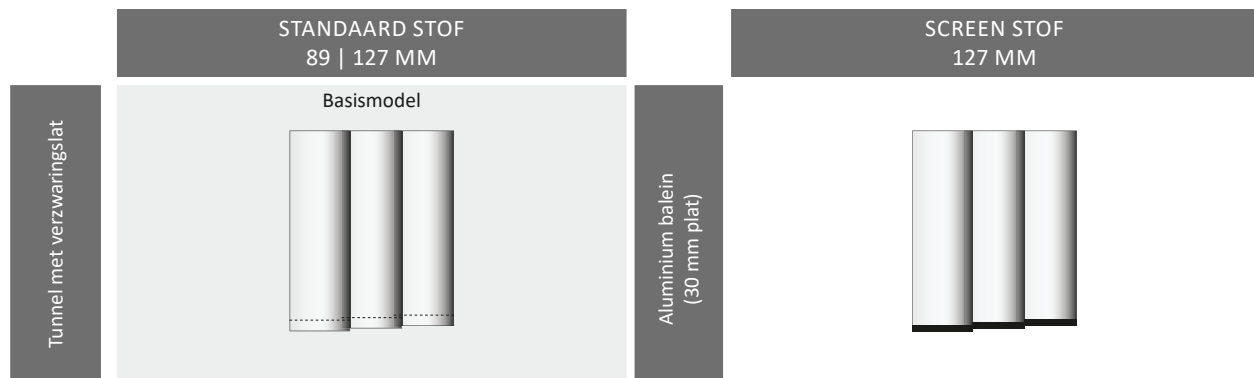 STANDAARD STOF
89 | 127 MM
SCREEN STOF
127 MM
Tunnel met verzwaringslat
Basismodel
Aluminium balein
(30 mm plat)